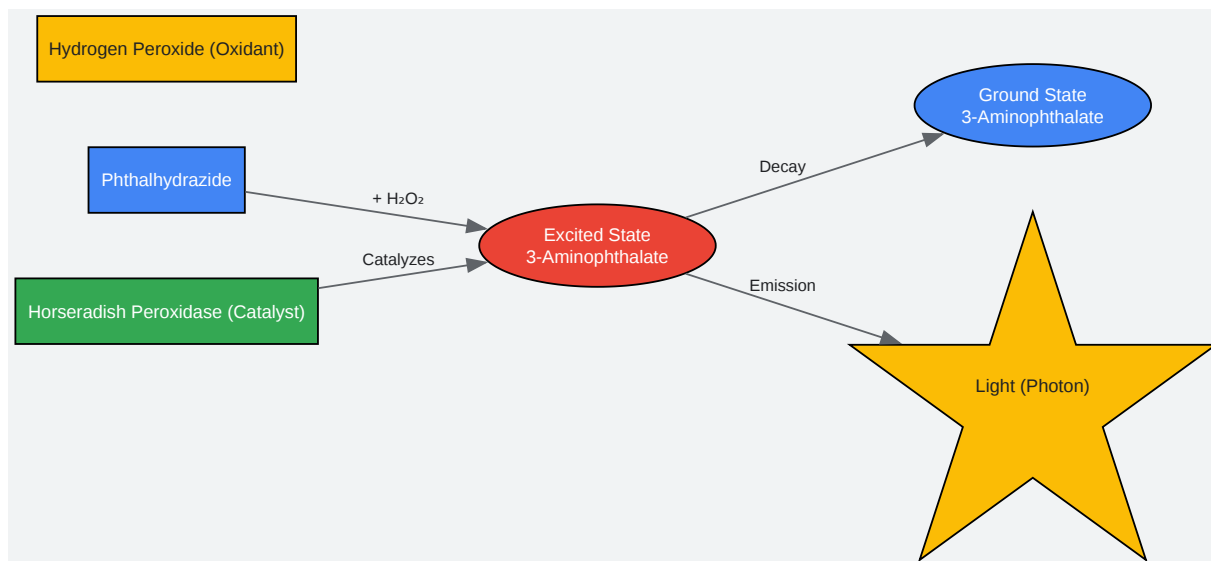 Hydrogen Peroxide (Oxidant)
Phthalhydrazide
+ H₂O₂
Horseradish Peroxidase (Catalyst)
Catalyzes
Excited State
3-Aminophthalate
Decay
Ground State
3-Aminophthalate
Emission
Light (Photon)